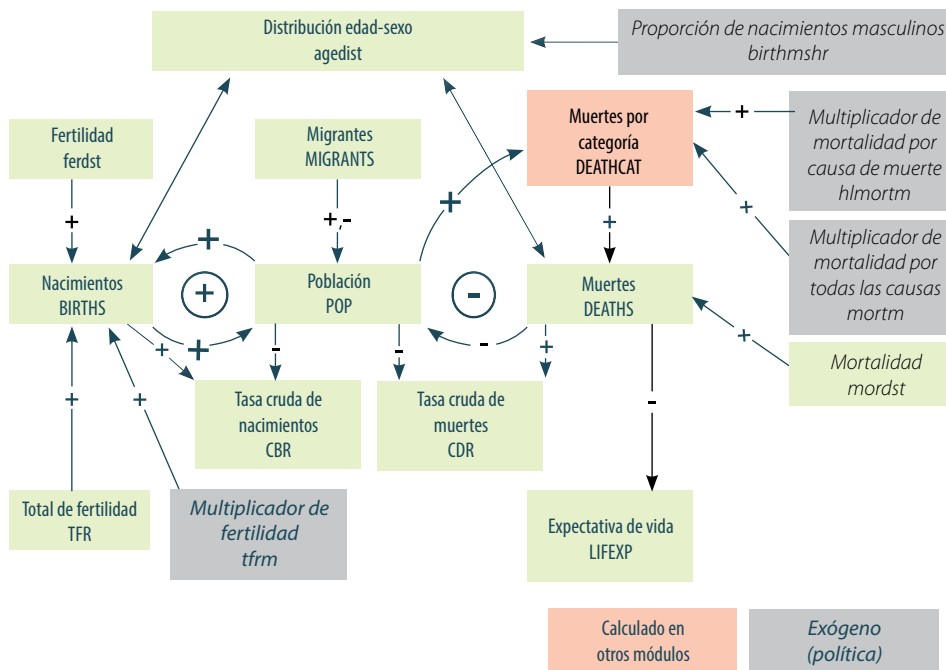 Distribución edad-sexo
agedist
Proporción de nacimientos masculinos
birthmshr
Fertilidad
ferdst
Migrantes
MIGRANTS
Muertes por
categoría
DEATHCAT
Multiplicador de
mortalidad por
causa de muerte
hlmortm
Nacimientos
BIRTHS
Población
POP
Muertes
DEATHS
Multiplicador de
mortalidad por
todas las causas
mortm
Mortalidad
mordst
Tasa cruda de
nacimientos
CBR
Tasa cruda de
muertes
CDR
Total de fertilidad
TFR
Multiplicador de
fertilidad
tfrm
Expectativa de vida
LIFEXP
Calculado en
otros módulos
Exógeno
(política)